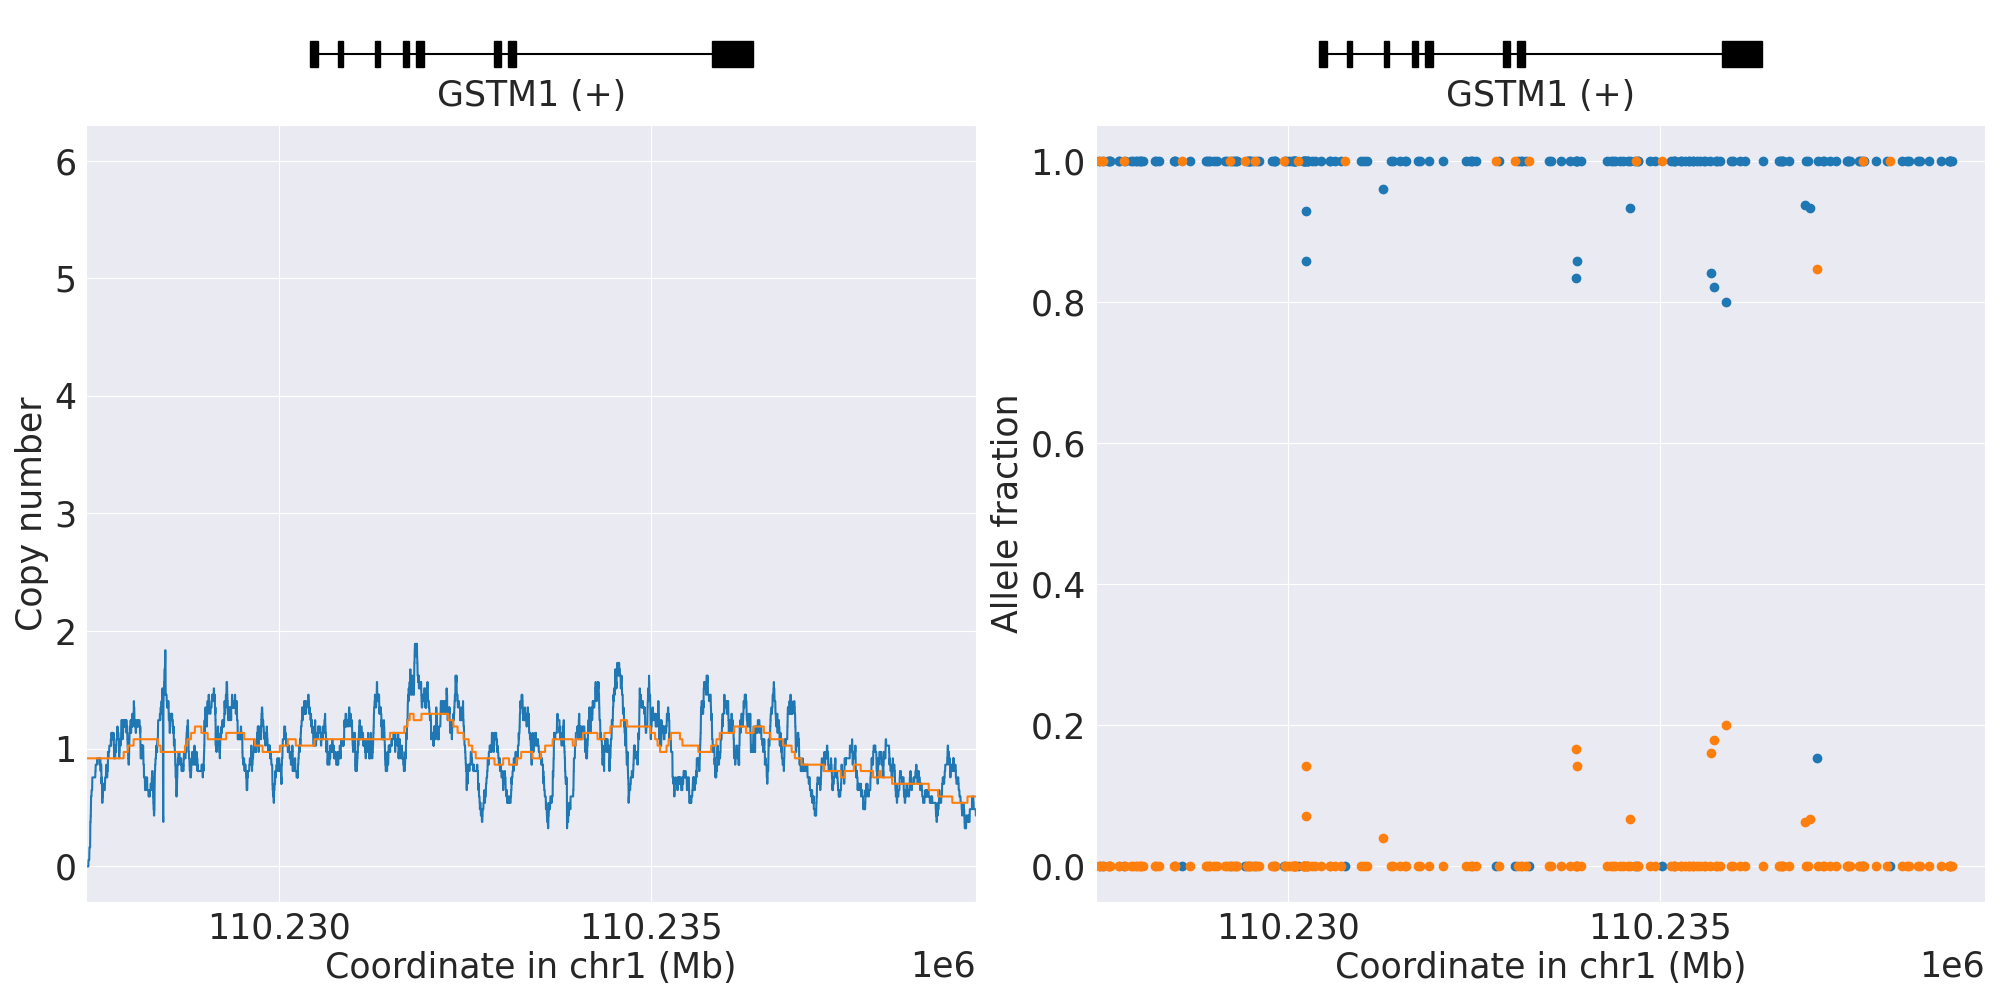 GSTM1 (+)
6
5
4
3
2
1
0
Copy number
110.230
110.235
Coordinate in chr1 (Mb)
1e6
GSTM1 (+)
1.0
0.8
0.6
0.4
0.2
0.0
Allele fraction
110.230
110.235
Coordinate in chr1 (Mb)
1e6